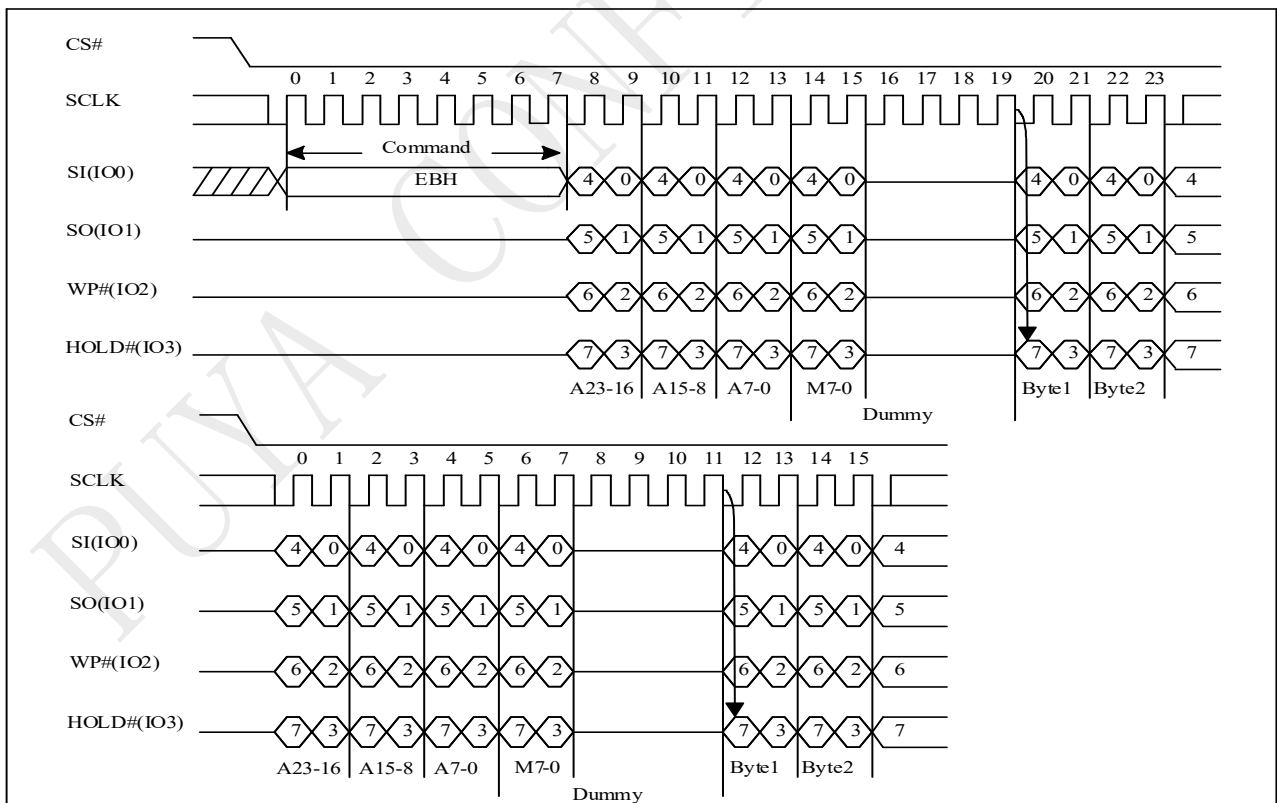 PUYA CONF
CS#
0 1 2 3 4 5 6 7 8 9 10 11 12 13 14 15 16 17 18 19 20 21 22 23
SCLK
Command
SI(IO0) EBH 4 0 4 0 4 0 4 0 4 0 4 0 4
SO(IO1) 5 1 5 1 5 1 5 1 5 1 5 1 5
WP#(IO2) 6 2 6 2 6 2 6 2 6 2 6 2 6
HOLD#(IO3) 7 3 7 3 7 3 7 3 7 3 7 3 7
A23-16 A15-8 A7-0 M7-0 Byte1 Byte2
Dummy
CS#
0 1 2 3 4 5 6 7 8 9 10 11 12 13 14 15
SCLK
SI(IO0) 4 0 4 0 4 0 4 0 4 0 4 0 4
SO(IO1) 5 1 5 1 5 1 5 1 5 1 5 1 5
WP#(IO2) 6 2 6 2 6 2 6 2 6 2 6 2 6
HOLD#(IO3) 7 3 7 3 7 3 7 3 7 3 7 3 7
A23-16 A15-8 A7-0 M7-0 Byte1 Byte2
Dummy